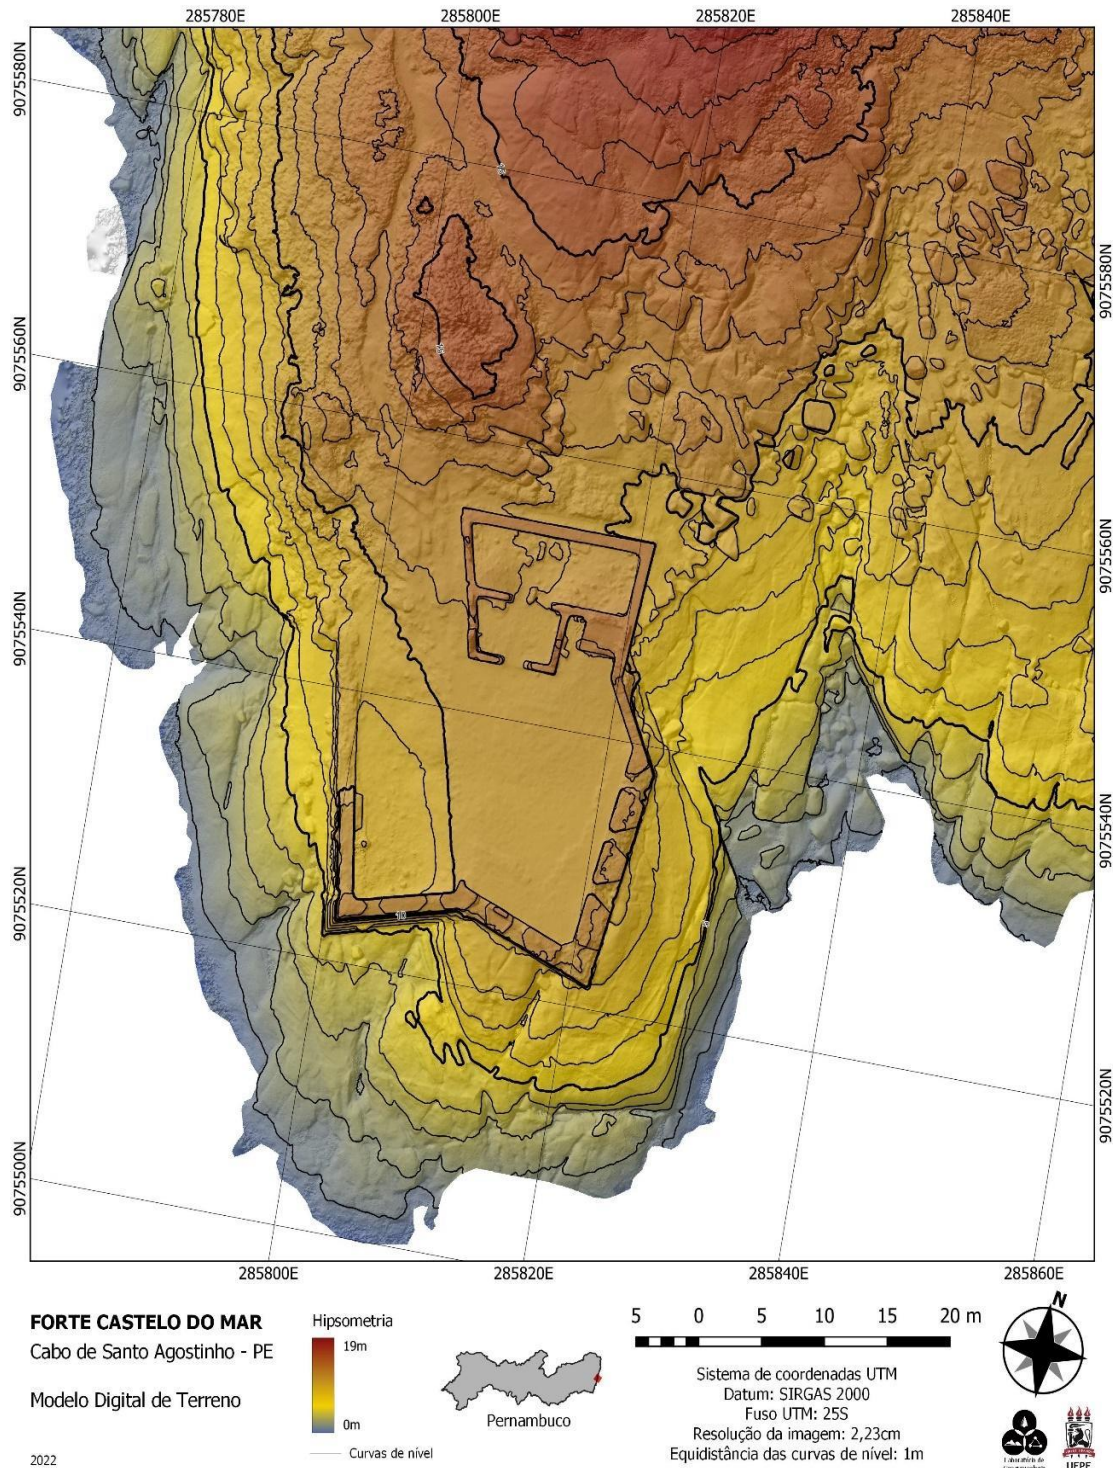 285780E 285800E 285820E 285840E
9075580N
9075560N
9075540N
9075520N
9075500N
9075580N
9075560N
9075540N
9075520N
10
285800E 285820E 285840E 285860E
FORTE CASTELO DO MAR
Cabo de Santo Agostinho - PE
Modelo Digital de Terreno
2022
Hipsometria
19m
0m
Curvas de nível
Pernambuco
5 0 5 10 15 20 m
Sistema de coordenadas UTM
Datum: SIRGAS 2000
Fuso UTM: 25S
Resolução da imagem: 2,23cm
Equidistância das curvas de nível: 1m
N
Laboratório de
UFPE